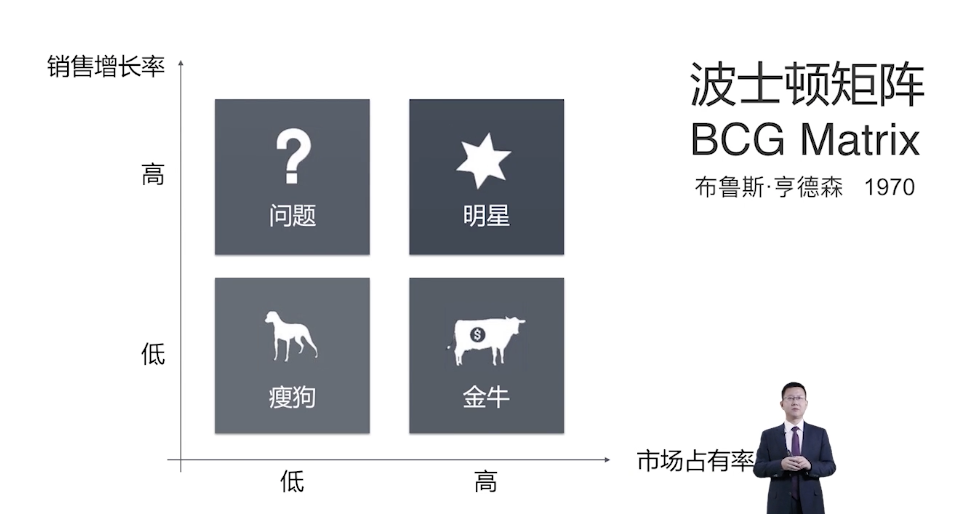 销售增长率
波士顿矩阵
BCG Matrix
布鲁斯·亨德森 1970
高
?
问题
明星
低
$
瘦狗
金牛
市场占有率
低
高